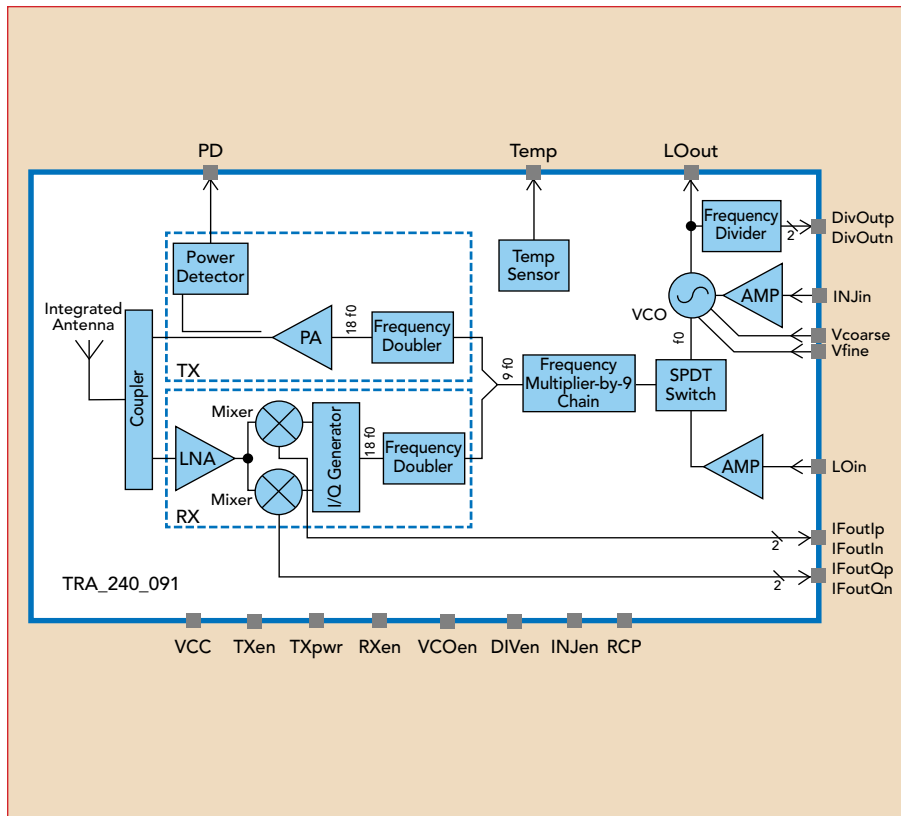 PD
Temp
LOout
Frequency
Divider
2
DivOutp
DivOutn
Power
Detector
Temp
Sensor
AMP
INJin
VCO
Vcoarse
Vfine
f0
Integrated
Antenna
PA
18 f0
Frequency
Doubler
TX
Coupler
9 f0
Frequency
Multiplier-by-9
Chain
SPDT
Switch
Mixer
LNA
Mixer
I/Q Generator
18 f0
Frequency
Doubler
RX
AMP
LOin
2
IFoutIp
IFoutIn
2
IFoutQp
IFoutQn
TRA_240_091
VCC
TXen
TXpwr
RXen
VCOen
DIVen
INJen
RCP